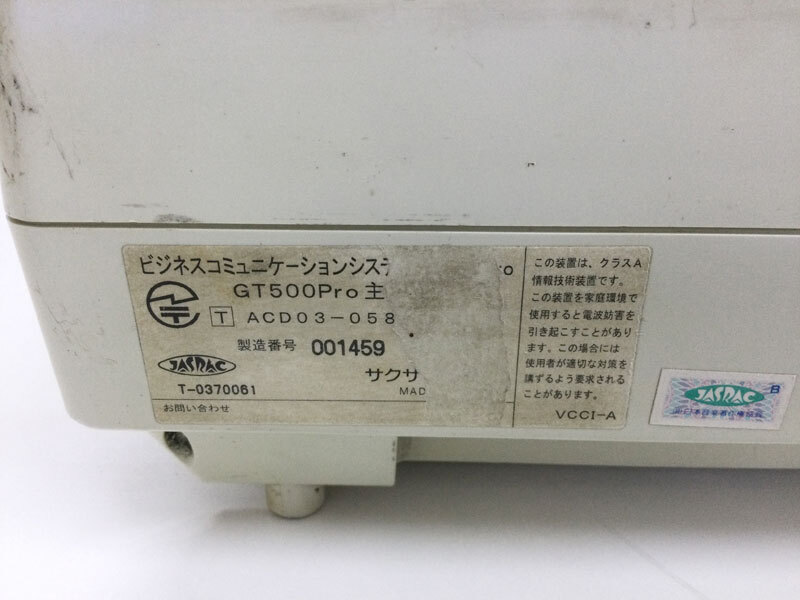 ビジネスコミュニケーションシステ
ro
GT500Pro主
T ACD03-058
製造番号 001459
JASRAC
T-0370061
サクサ
MAD
お問い合わせ
この装置は、クラスA
情報技術装置です。
この装置を家庭環境で
使用すると電波妨害を
引き起こすことがあり
ます。この場合には
使用者が適切な対策を
講ずるよう要求される
ことがあります。
VCCI-A
JASRAC